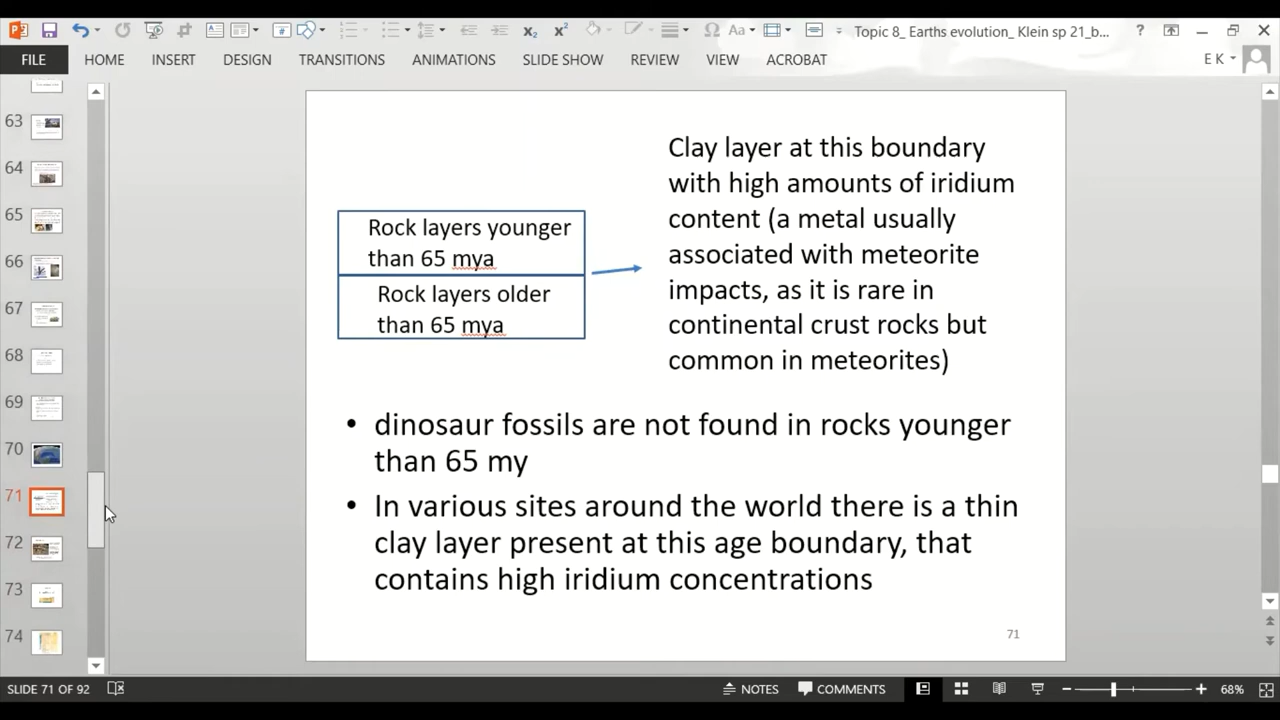 Topic 8_ Earths evolution_ Klein sp 21_b...
?
FILE
HOME
INSERT
DESIGN
TRANSITIONS
ANIMATIONS
SLIDE SHOW
REVIEW
VIEW
ACROBAT
E K
63
64
65
66
67
68
69
70
71
72
73
74
Rock layers younger
than 65 mya
Rock layers older
than 65 mya
Clay layer at this boundary
with high amounts of iridium
content (a metal usually
associated with meteorite
impacts, as it is rare in
continental crust rocks but
common in meteorites)
• dinosaur fossils are not found in rocks younger
than 65 my
• In various sites around the world there is a thin
clay layer present at this age boundary, that
contains high iridium concentrations
71
SLIDE 71 OF 92
NOTES
COMMENTS
68%